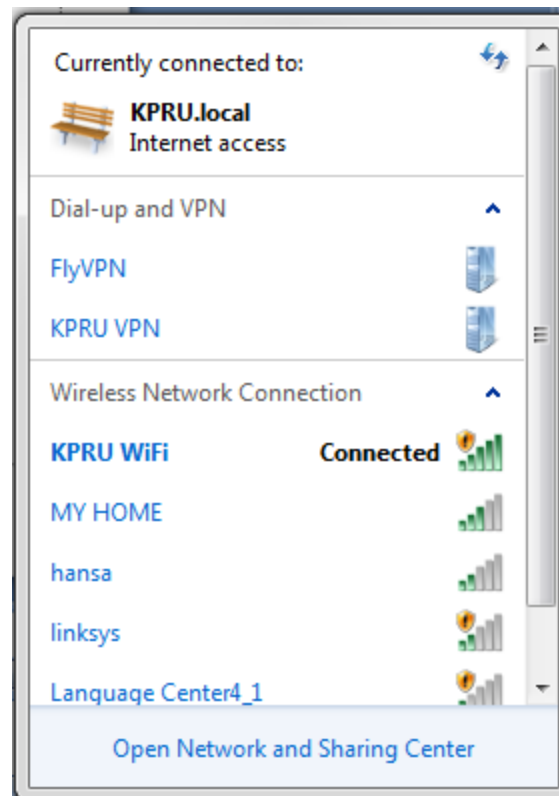 Currently connected to:
KPRU.local
Internet access
Dial-up and VPN
FlyVPN
KPRU VPN
Wireless Network Connection
KPRU WiFi Connected
MY HOME
hansa
linksys
Language Center4_1
Open Network and Sharing Center